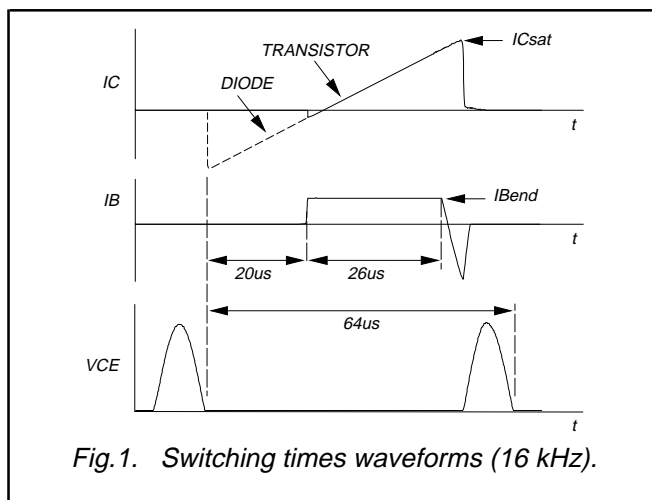 ICsat
TRANSISTOR
IC
DIODE
t
IB
IBend
t
20us
26us
64us
VCE
t
Fig.1. Switching times waveforms (16 kHz).